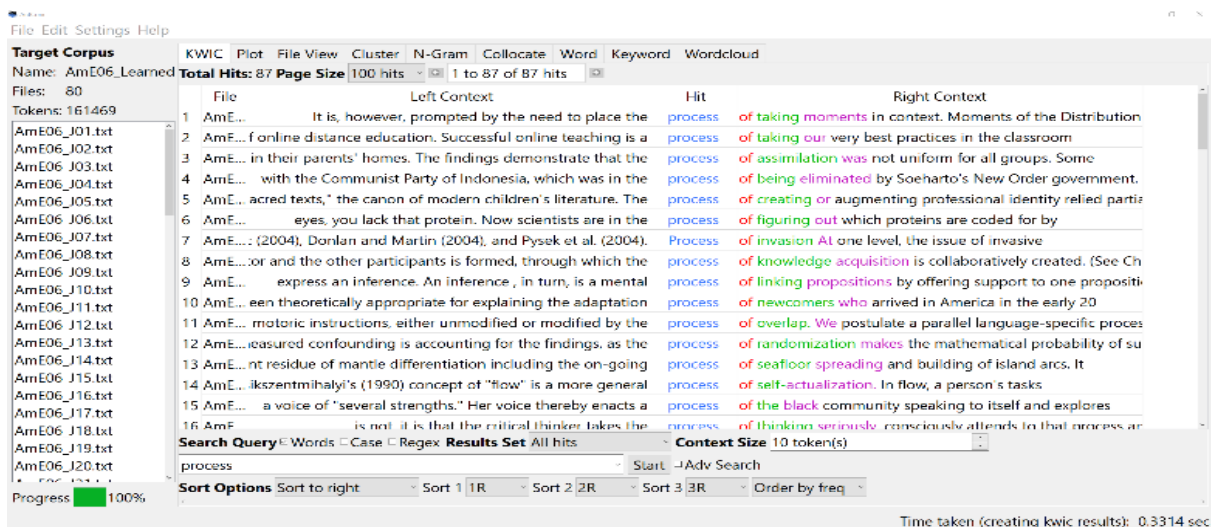 File Edit Settings Help
Target Corpus
Name: AmE06_Learned
Files: 80
Tokens: 161469
AmE06_J01.txt
AmE06_J02.txt
AmE06_J03.txt
AmE06_J04.txt
AmE06_J05.txt
AmE06_J06.txt
AmE06_J07.txt
AmE06_J08.txt
AmE06_J09.txt
AmE06_J10.txt
AmE06_J11.txt
AmE06_J12.txt
AmE06_J13.txt
AmE06_J14.txt
AmE06_J15.txt
AmE06_J16.txt
AmE06_J17.txt
AmE06_J18.txt
AmE06_J19.txt
AmE06_J20.txt
Progress 100%
KWIC Plot File View Cluster N-Gram Collocate Word Keyword Wordcloud
Total Hits: 87 Page Size 100 hits 1 to 87 of 87 hits
File Left Context Hit Right Context
1 AmE... It is, however, prompted by the need to place the process of taking moments in context. Moments of the Distribution
2 AmE... f online distance education. Successful online teaching is a process of taking our very best practices in the classroom
3 AmE... in their parents' homes. The findings demonstrate that the process of assimilation was not uniform for all groups. Some
4 AmE... with the Communist Party of Indonesia, which was in the process of being eliminated by Soeharto's New Order government.
5 AmE... acred texts," the canon of modern children's literature. The process of creating or augmenting professional identity relied partia
6 AmE... eyes, you lack that protein. Now scientists are in the process of figuring out which proteins are coded for by
7 AmE... : (2004), Donlan and Martin (2004), and Pysek et al. (2004). Process of invasion At one level, the issue of invasive
8 AmE... :or and the other participants is formed, through which the process of knowledge acquisition is collaboratively created. (See Ch
9 AmE... express an inference. An inference , in turn, is a mental process of linking propositions by offering support to one propositi
10 AmE... een theoretically appropriate for explaining the adaptation process of newcomers who arrived in America in the early 20
11 AmE... motoric instructions, either unmodified or modified by the process of overlap. We postulate a parallel language-specific proces
12 AmE... easured confounding is accounting for the findings, as the process of randomization makes the mathematical probability of su
13 AmE... nt residue of mantle differentiation including the on-going process of seafloor spreading and building of island arcs. It
14 AmE... ikszentmihalyi's (1990) concept of "flow" is a more general process of self-actualization. In flow, a person's tasks
15 AmE... a voice of "several strengths." Her voice thereby enacts a process of the black community speaking to itself and explores
16 AmE... is not, it is that the critical thinker takes the process of thinking seriously, consciously attends to that process an
Search Query Words Case Regex Results Set All hits Context Size 10 token(s)
process Start Adv Search
Sort Options Sort to right Sort 1 1R Sort 2 2R Sort 3 3R Order by freq
Time taken (creating kwic results): 0.3314 sec